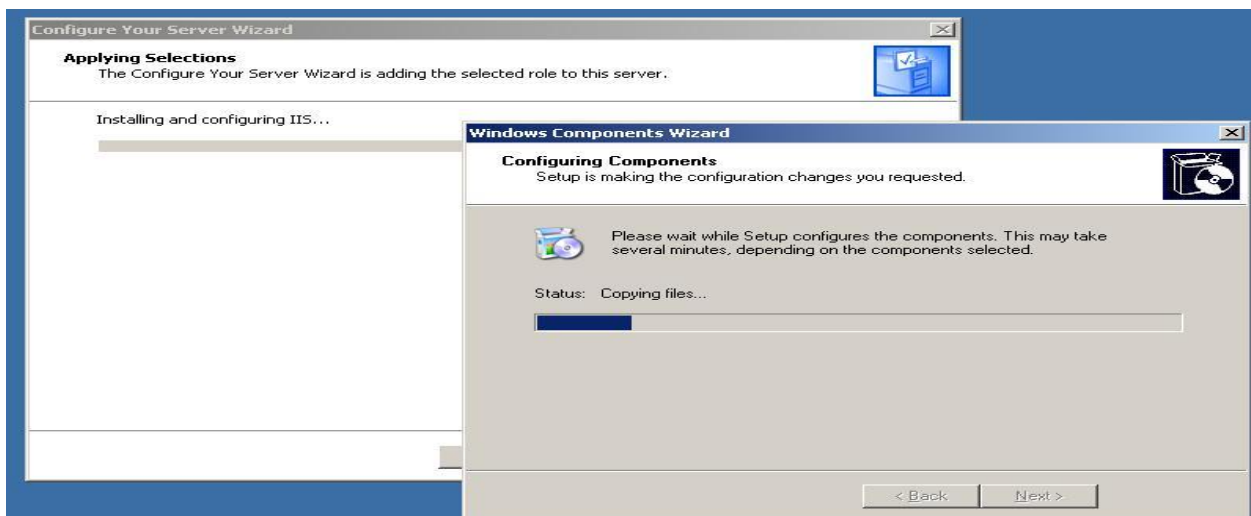 Configure Your Server Wizard
Applying Selections
The Configure Your Server Wizard is adding the selected role to this server.
Installing and configuring IIS...
Windows Components Wizard
Configuring Components
Setup is making the configuration changes you requested.
Please wait while Setup configures the components. This may take
several minutes, depending on the components selected.
Status: Copying files...
< Back Next >